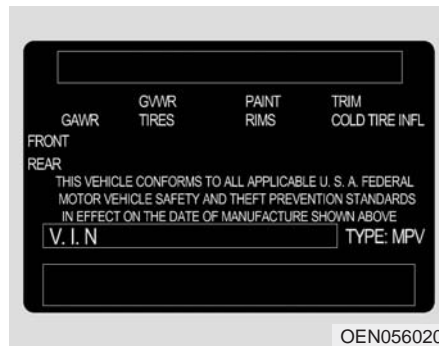 GVWR PAINT TRIM
GAWR TIRES RIMS COLD TIRE INFL
FRONT
REAR
THIS VEHICLE CONFORMS TO ALL APPLICABLE U. S. A. FEDERAL
MOTOR VEHICLE SAFETY AND THEFT PREVENTION STANDARDS
IN EFFECT ON THE DATE OF MANUFACTURE SHOWN ABOVE
V. I. N TYPE: MPV
OEN056020